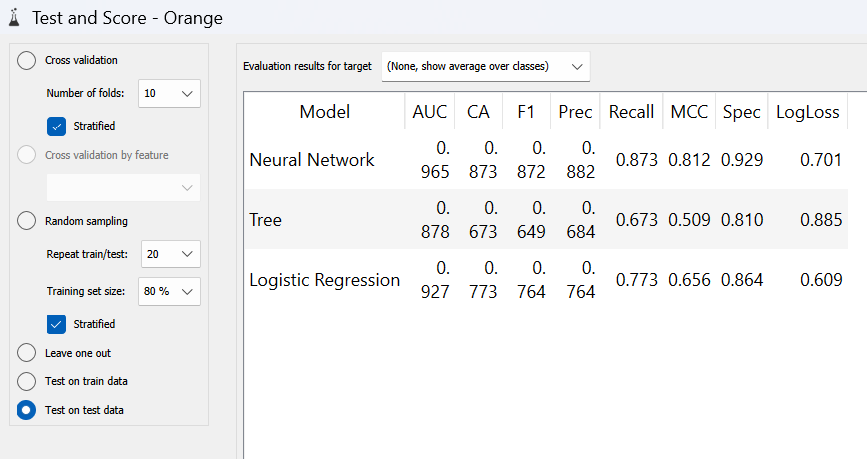 Test and Score - Orange
Cross validation
Number of folds: 10
Stratified
Cross validation by feature
Random sampling
Repeat train/test: 20
Training set size: 80 %
Stratified
Leave one out
Test on train data
Test on test data
Evaluation results for target (None, show average over classes)
Model AUC CA F1 Prec Recall MCC Spec LogLoss
Neural Network 0.965 0.873 0.872 0.882 0.873 0.812 0.929 0.701
Tree 0.878 0.673 0.649 0.684 0.673 0.509 0.810 0.885
Logistic Regression 0.927 0.773 0.764 0.764 0.773 0.656 0.864 0.609